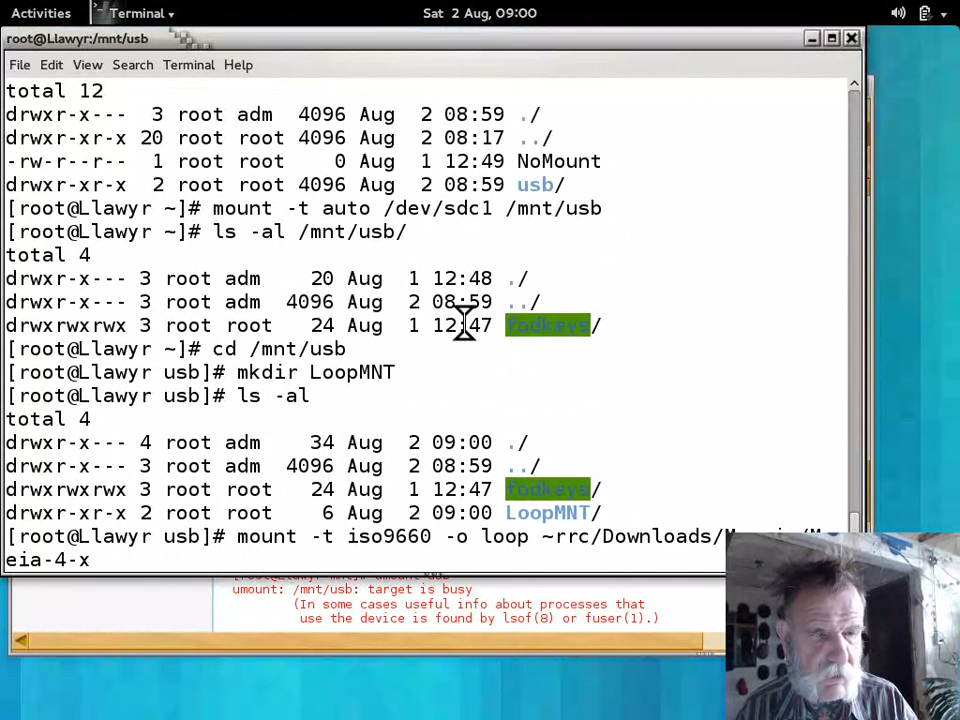 Activities Terminal Sat 2 Aug, 09:00
root@Llawyr:/mnt/usb
File Edit View Search Terminal Help
total 12
drwxr-x--- 3 root adm 4096 Aug 2 08:59 ./
drwxr-xr-x 20 root root 4096 Aug 2 08:17 ../
-rw-r--r-- 1 root root 0 Aug 1 12:49 NoMount
drwxr-xr-x 2 root root 4096 Aug 2 08:59 usb/
[root@Llawyr ~]# mount -t auto /dev/sdc1 /mnt/usb
[root@Llawyr ~]# ls -al /mnt/usb/
total 4
drwxr-x--- 3 root adm 20 Aug 1 12:48 ./
drwxr-x--- 3 root adm 4096 Aug 2 08:59 ../
drwxrwxrwx 3 root root 24 Aug 1 12:47 fodkeys/
[root@Llawyr ~]# cd /mnt/usb
[root@Llawyr usb]# mkdir LoopMNT
[root@Llawyr usb]# ls -al
total 4
drwxr-x--- 4 root adm 34 Aug 2 09:00 ./
drwxr-x--- 3 root adm 4096 Aug 2 08:59 ../
drwxrwxrwx 3 root root 24 Aug 1 12:47 fodkeys/
drwxr-xr-x 2 root root 6 Aug 2 09:00 LoopMNT/
[root@Llawyr usb]# mount -t iso9660 -o loop ~rrc/Downloads/
eia-4-x
umount: /mnt/usb: target is busy
(In some cases useful info about processes that
use the device is found by lsof(8) or fuser(1).)